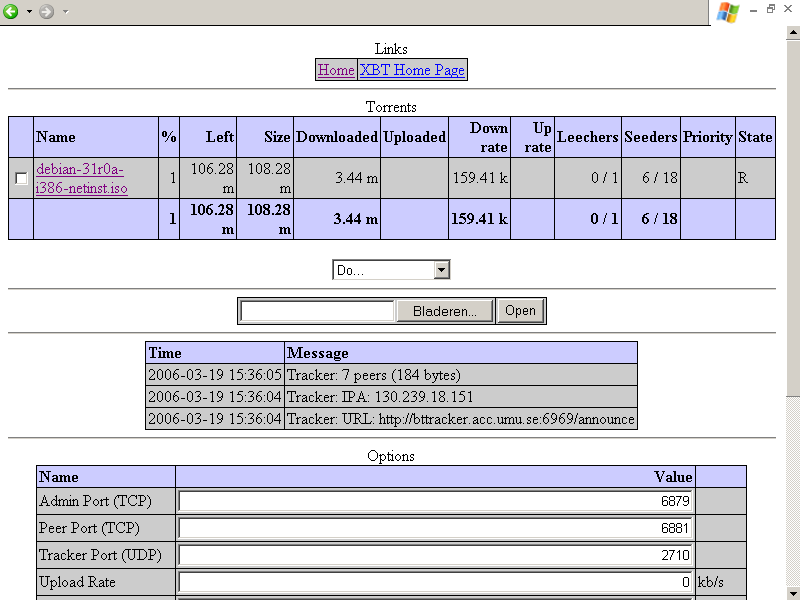 Links
Home XBT Home Page
Torrents
Name % Left Size Downloaded Uploaded Down rate Up rate Leechers Seeders Priority State
debian-31r0a-i386-netinst.iso 1 106.28 m 108.28 m 3.44 m 159.41 k 0 / 1 6 / 18 R
1 106.28 m 108.28 m 3.44 m 159.41 k 0 / 1 6 / 18
Do...
Bladeren... Open
Time Message
2006-03-19 15:36:05 Tracker: 7 peers (184 bytes)
2006-03-19 15:36:04 Tracker: IPA: 130.239.18.151
2006-03-19 15:36:04 Tracker: URL: http://bttracker.acc.umu.se:6969/announce
Options
Name Value
Admin Port (TCP) 6879
Peer Port (TCP) 6881
Tracker Port (UDP) 2710
Upload Rate 0 kb/s